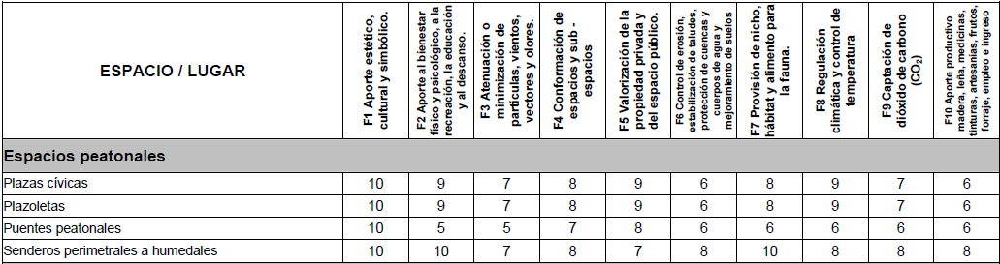 ESPACIO / LUGAR
F1 Aporte estético,
cultural y simbólico.
F2 Aporte al bienestar
físico y psicológico, a la
recreación, la educación
y al descanso.
F3 Atenuación o
minimización de
partículas, vientos,
vectores y olores.
F4 Conformación de
espacios y sub -
espacios
F5 Valorización de la
propiedad privada y
del espacio público.
F6 Control de erosión,
estabilización de taludes,
protección de cuencas y
cuerpos de agua y
mejoramiento de suelos
F7 Provisión de nicho,
hábitat y alimento para
la fauna.
F8 Regulación
climática y control de
temperatura
F9 Captación de
dióxido de carbono
(CO2)
F10 Aporte productivo
madera, leña, medicinas,
tinturas, artesanías, frutos,
forraje, empleo e ingreso
Espacios peatonales
Plazas cívicas 10 9 7 8 9 6 8 9 7 6
Plazoletas 10 9 7 8 9 6 8 9 7 6
Puentes peatonales 10 5 5 7 8 6 6 6 6 6
Senderos perimetrales a humedales 10 10 7 8 7 8 10 8 8 8